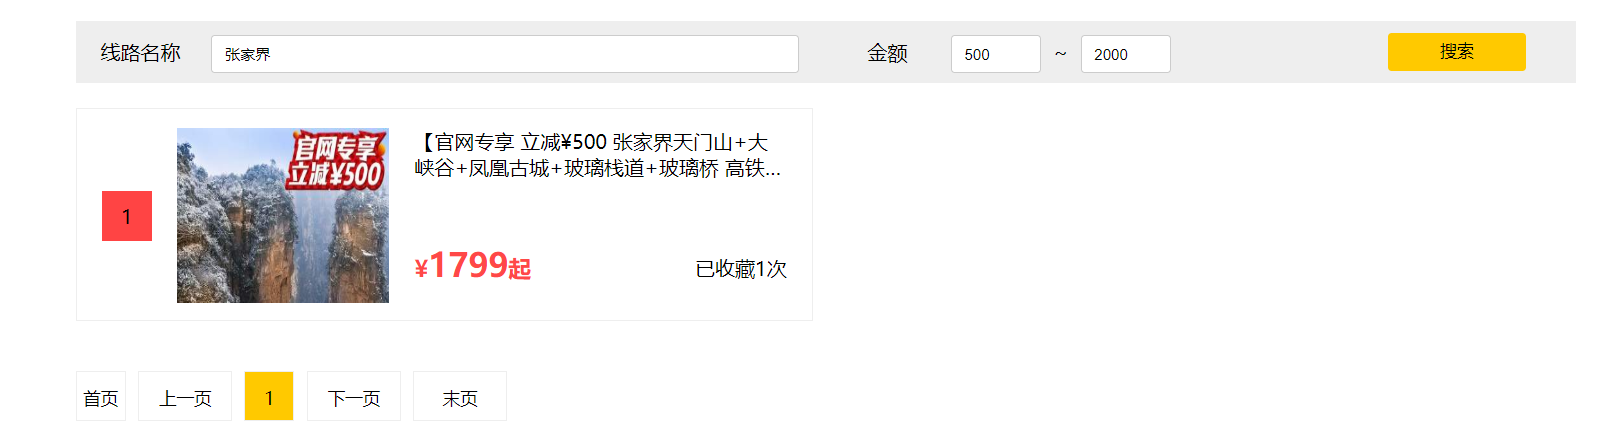 线路名称 张家界 金额 500 ~ 2000 搜索
官网专享
立减¥500
【官网专享 立减¥500 张家界天门山+大
峡谷+凤凰古城+玻璃栈道+玻璃桥 高铁...
1
¥1799起 已收藏1次
首页 上一页 1 下一页 末页